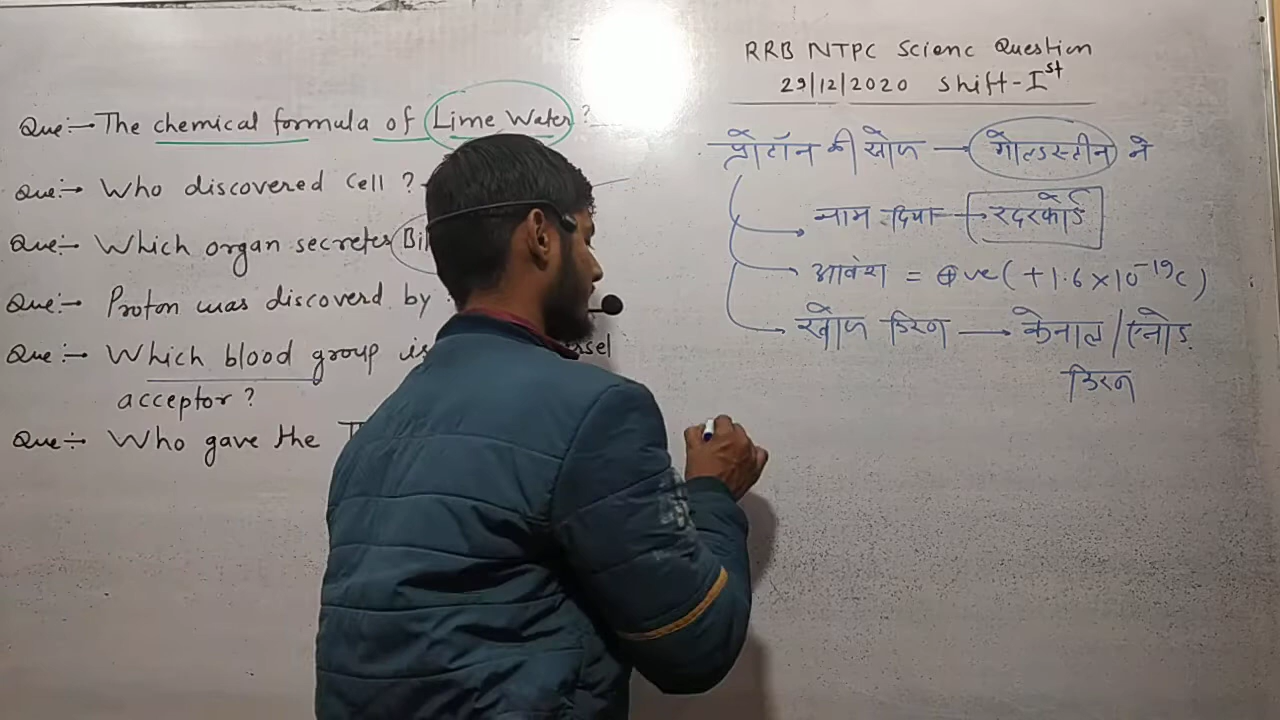 Que:→ The chemical formula of Lime Water ?
Que:→ Who discovered Cell ?
Que:→ Which organ secretes Bil
Que:→ Proton was discoverd by
Que:→ Which blood group is
acceptor ?
Que:→ Who gave the T
RRB NTPC Scienc Question
29/12/2020 Shift-Ist
प्रोटॉन की खोज → गोल्डस्टीन ने
नाम दिया → रदरफोर्ड
आवेश = ⊕ve (+1.6×10⁻¹⁹c)
खोज किरण → केनाल/एनोड
किरण